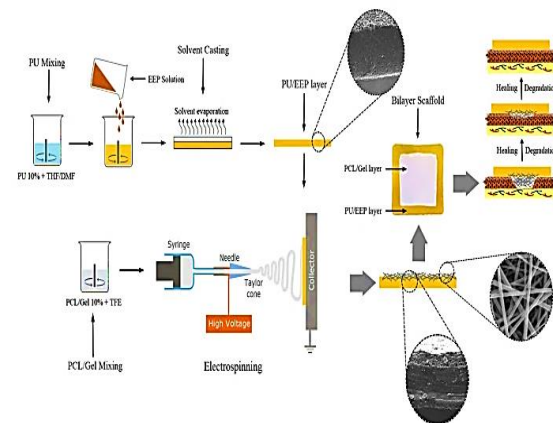 Solvent Casting
PU Mixing
EEP Solution
Solvent evaporation
PU/EEP layer
PU 10% + THF/DMF
Bilayer Scaffold
PCL/Gel layer
PU/EEP layer
Healing
Degradation
Healing
Degradation
Syringe
Needle
Taylor
cone
Collector
High Voltage
PCL/Gel 10% + TFE
PCL/Gel Mixing
Electrospinning